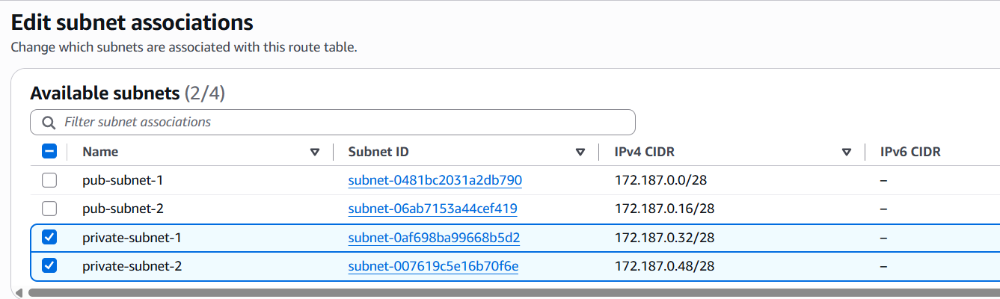 Edit subnet associations
Change which subnets are associated with this route table.
Available subnets (2/4)
Filter subnet associations
Name Subnet ID IPv4 CIDR IPv6 CIDR
pub-subnet-1 subnet-0481bc2031a2db790 172.187.0.0/28 –
pub-subnet-2 subnet-06ab7153a44cef419 172.187.0.16/28 –
private-subnet-1 subnet-0af698ba99668b5d2 172.187.0.32/28 –
private-subnet-2 subnet-007619c5e16b70f6e 172.187.0.48/28 –